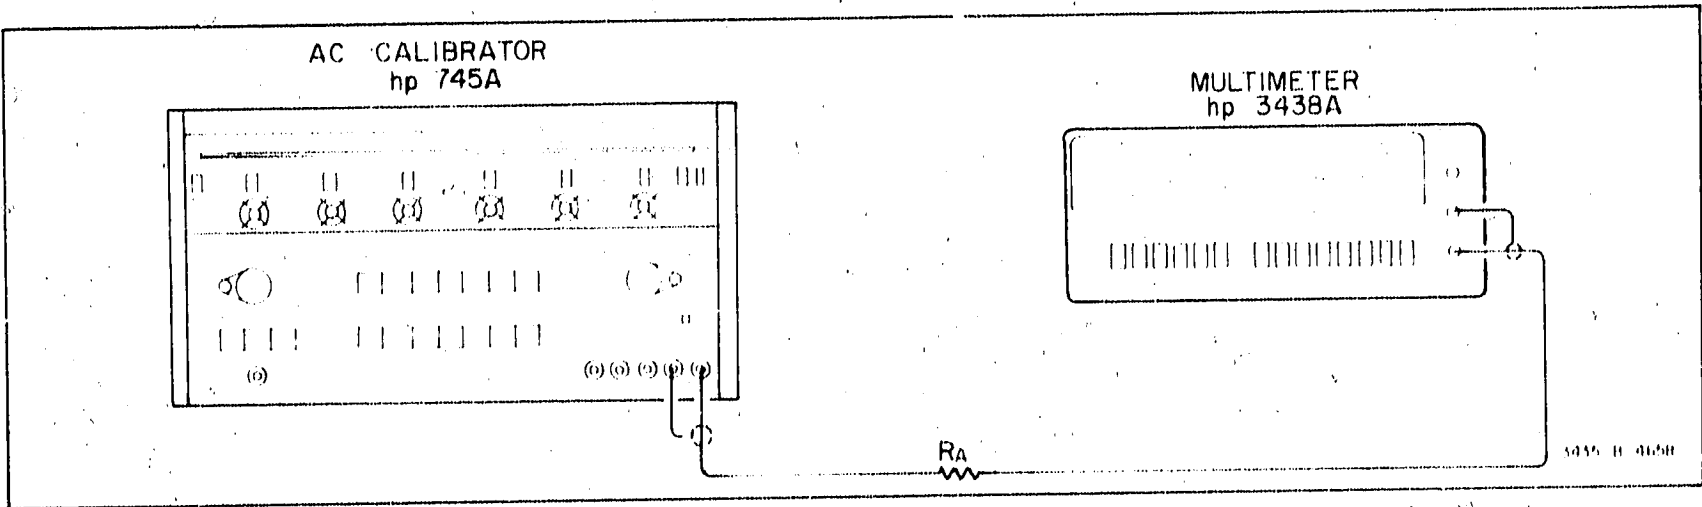 AC CALIBRATOR
hp 745A
MULTIMETER
hp 3438A
RA